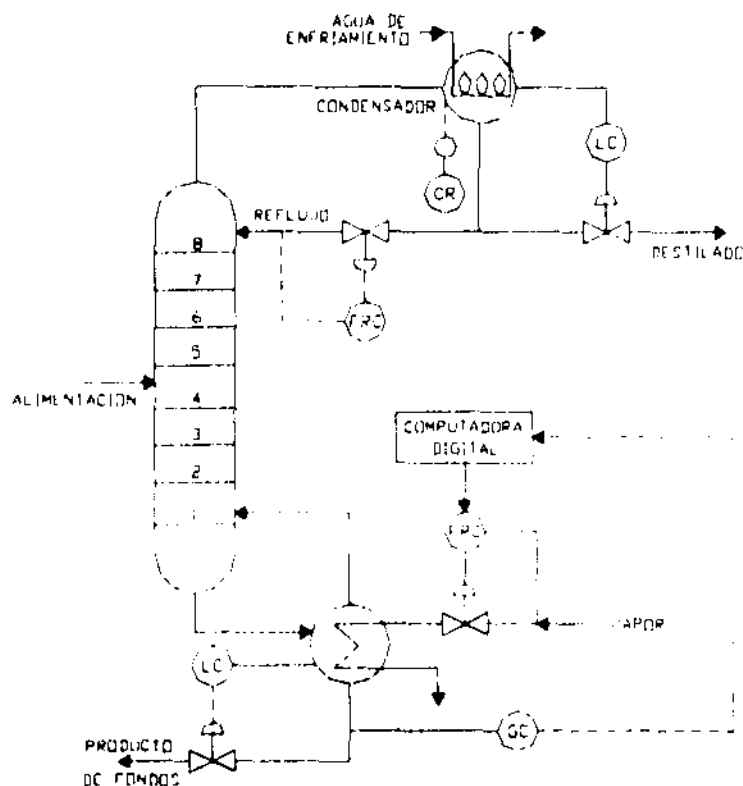 AGUA DE
ENFRIAMIENTO
CONDENSADOR
LC
CR
REFLUJO
DESTILADO
8
7
6
FRC
5
ALIMENTACIÓN
4
COMPUTADORA
DIGITAL
3
2
FRC
VAPOR
LC
GC
PRODUCTO
DE FONDOS